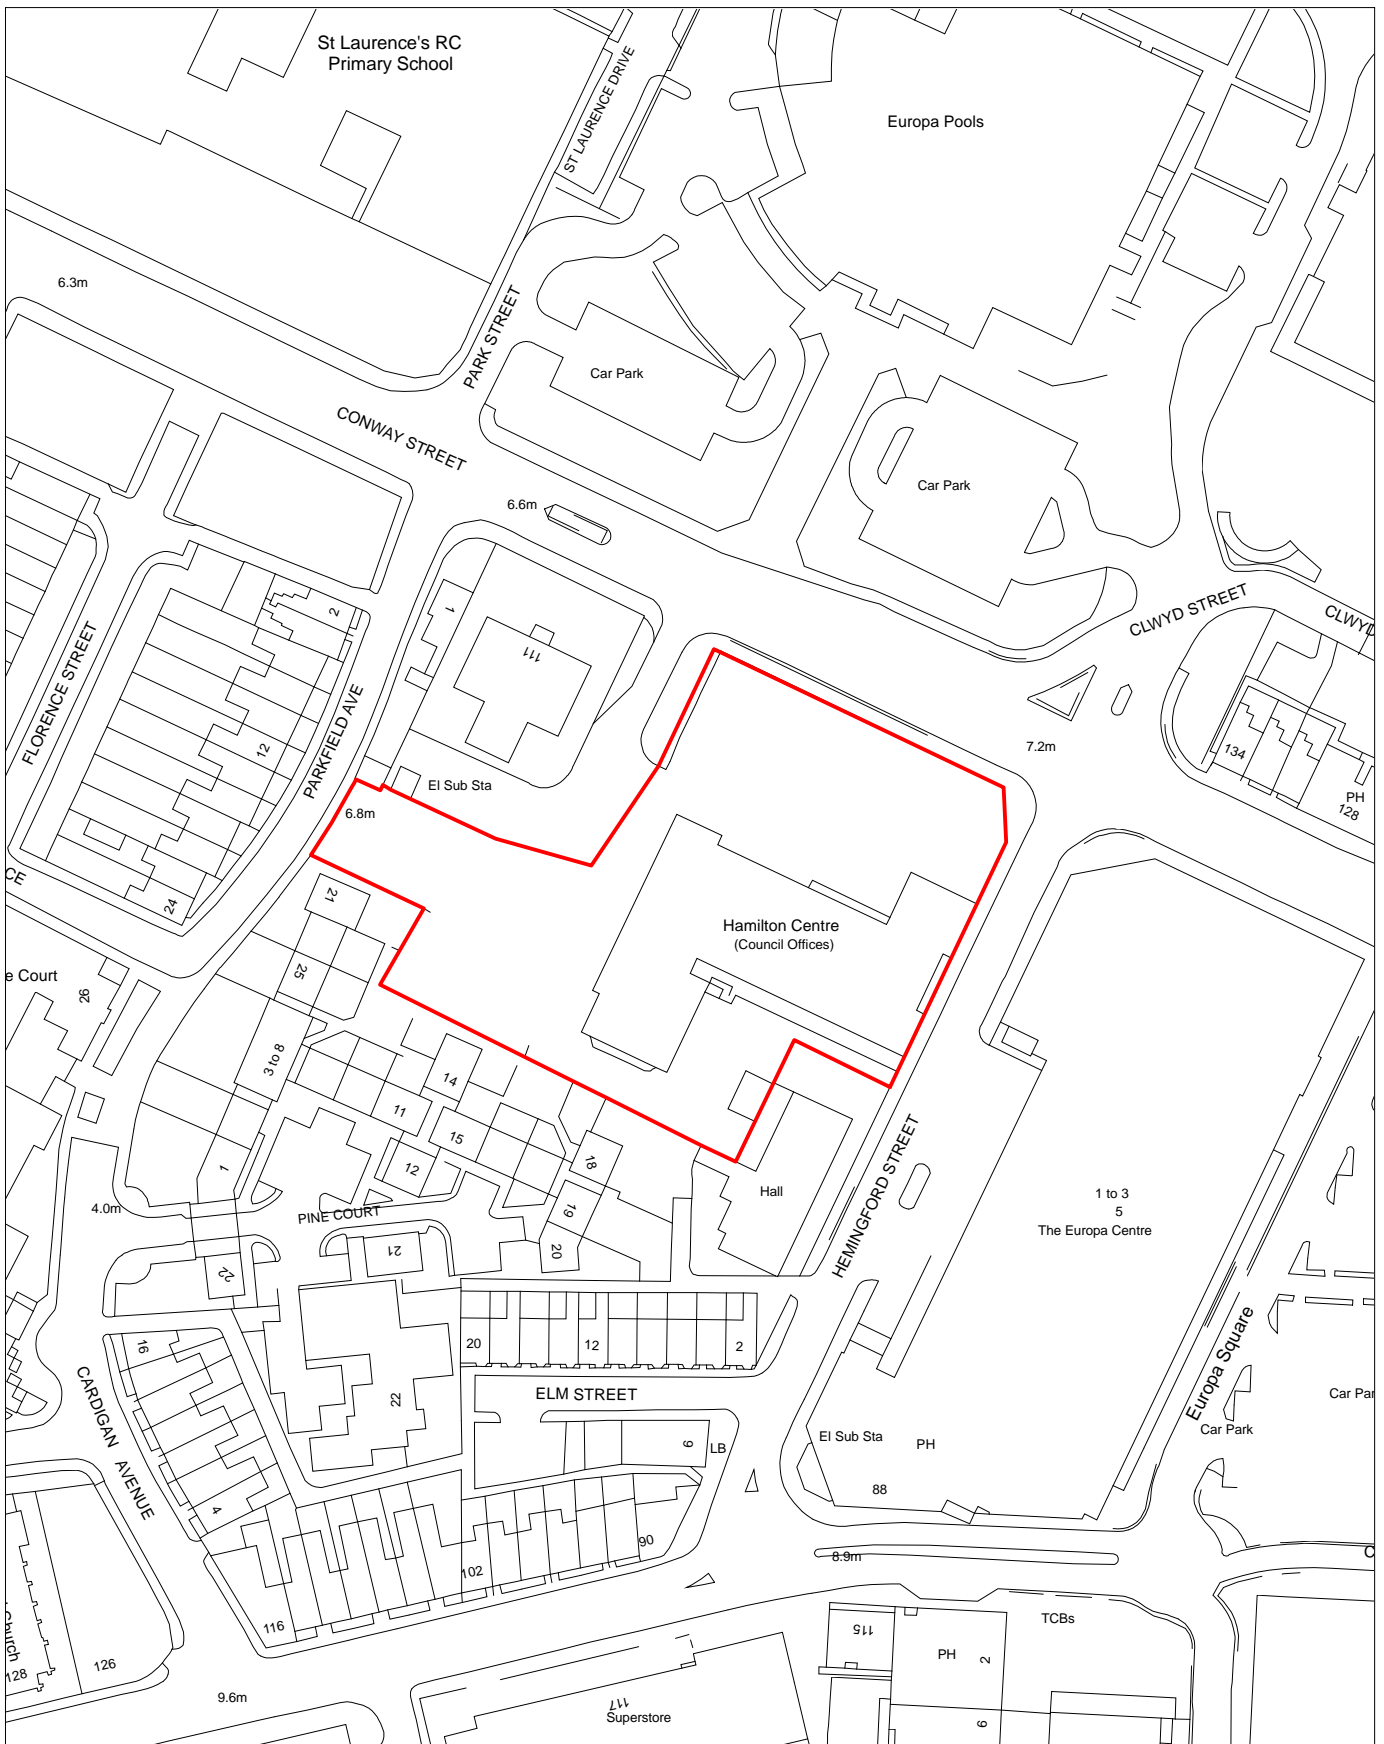 St Laurence's RC
Primary School
ST LAURENCE DRIVE
Europa Pools
6.3m
PARK STREET
Car Park
CONWAY STREET
Car Park
6.6m
CLWYD STREET
CLWYD
1
2
111
FLORENCE STREET
PARKFIELD AVE
12
7.2m
134
PH
128
El Sub Sta
6.8m
CE
24
21
Hamilton Centre
(Council Offices)
e Court
26
25
3 to 8
14
11
15
12
18
1
19
20
Hall
HEMINGFORD STREET
1 to 3
5
The Europa Centre
4.0m
PINE COURT
21
22
16
20
12
2
Europa Square
CARDIGAN AVENUE
22
ELM STREET
Car Par
Car Park
9
LB
El Sub Sta
PH
88
4
90
102
8.9m
C
116
Church
128
126
115
PH
2
TCBs
9.6m
117
Superstore
6